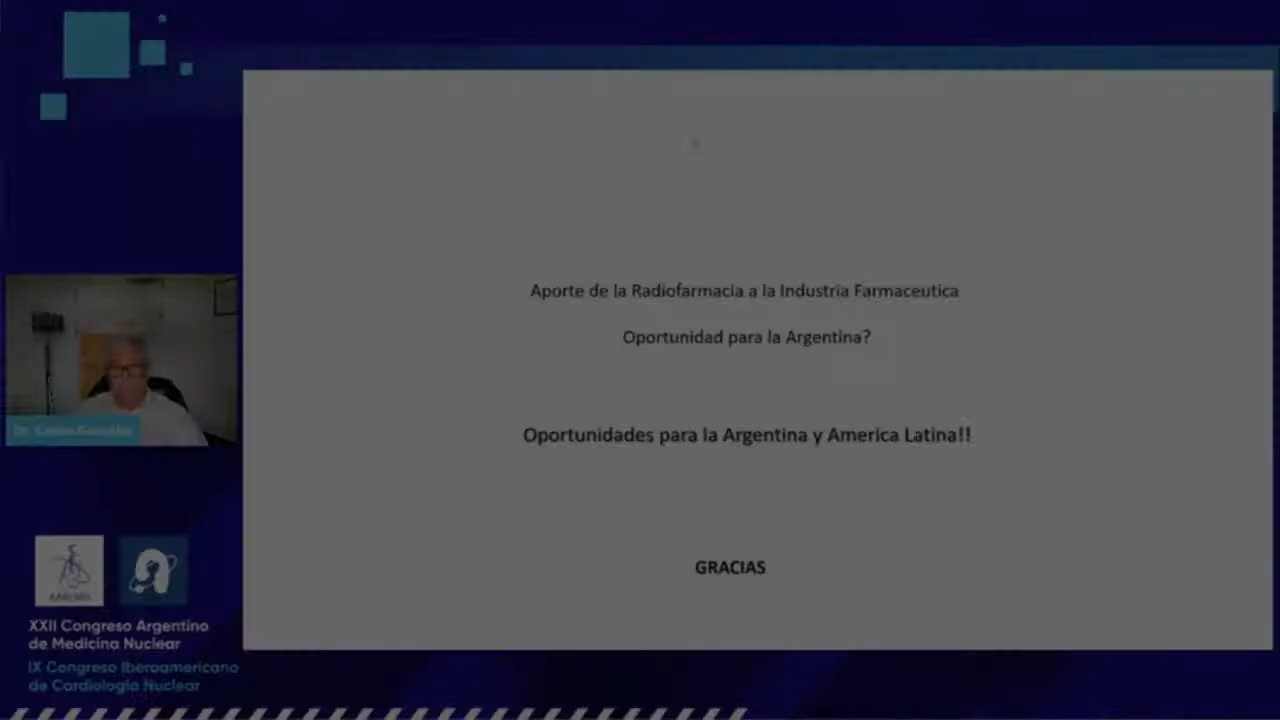 Aporte de la Radiofarmacia a la Industria Farmaceutica
Oportunidad para la Argentina?
Oportunidades para la Argentina y America Latina!!
GRACIAS
XXII Congreso Argentino
de Medicina Nuclear
IX Congreso Iberoamericano
de Cardiología Nuclear